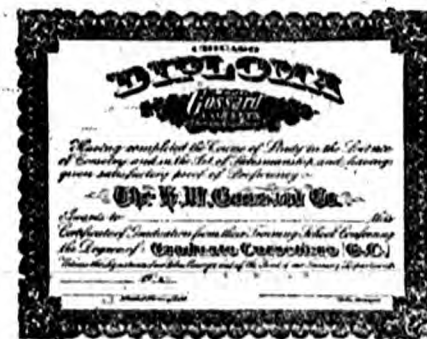 DIPLOMA
Gossard
CORSETS
Having completed the Course of Study in the Science
of Corsetry and in the Art of Salesmanship, and having
given satisfactory proof of Proficiency
The H. W. Gossard Co.
Awards to this
Certificate of Graduation from their Training School Conferring
the Degree of Graduate Corsetiere (G.C.)